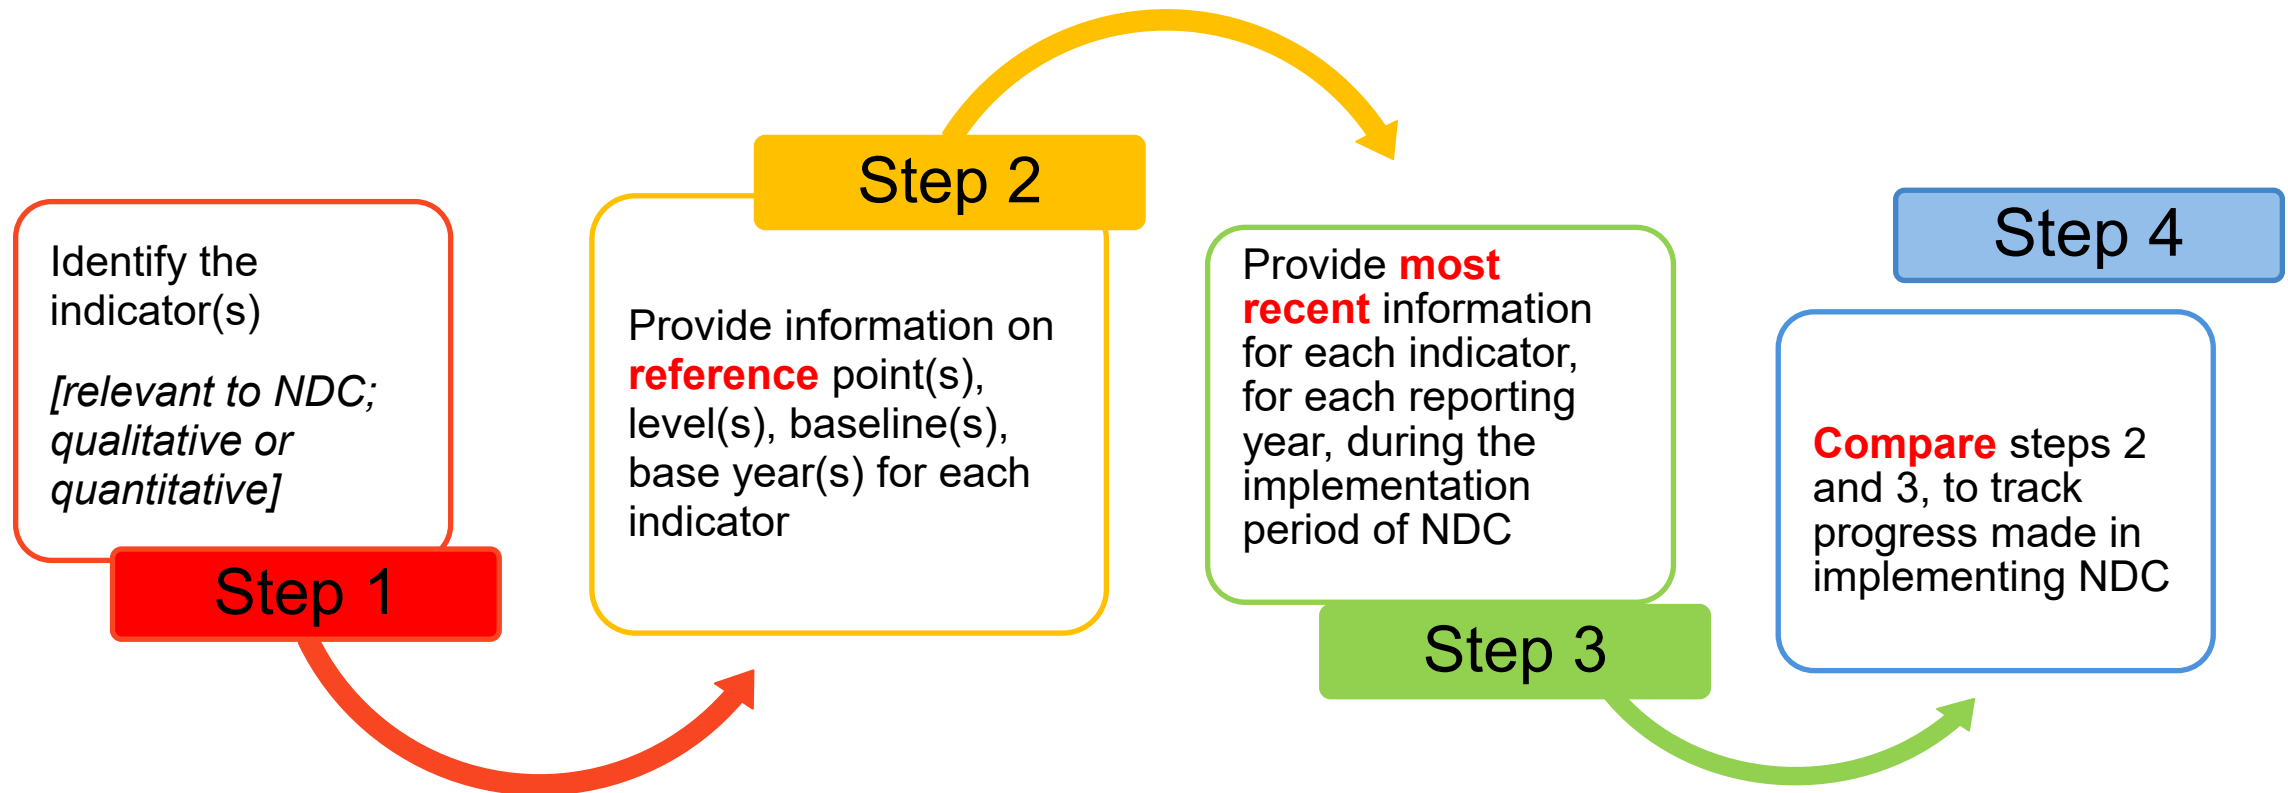 Identify the
indicator(s)
[relevant to NDC;
qualitative or
quantitative]
Step 1
Step 2
Provide information on
reference point(s),
level(s), baseline(s),
base year(s) for each
indicator
Provide most
recent information
for each indicator,
for each reporting
year, during the
implementation
period of NDC
Step 3
Step 4
Compare steps 2
and 3, to track
progress made in
implementing NDC